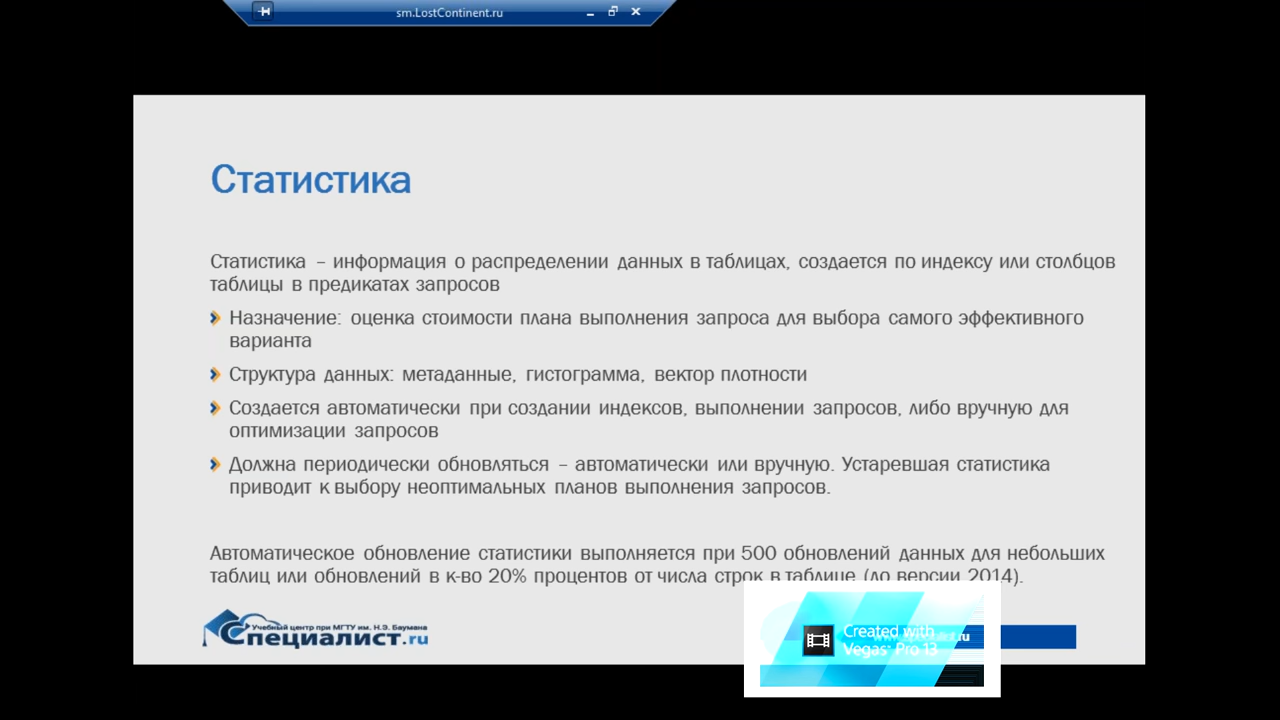 sm.LostContinent.ru
Статистика
Статистика – информация о распределении данных в таблицах, создается по индексу или столбцов
таблицы в предикатах запросов
Назначение: оценка стоимости плана выполнения запроса для выбора самого эффективного
варианта
Структура данных: метаданные, гистограмма, вектор плотности
Создается автоматически при создании индексов, выполнении запросов, либо вручную для
оптимизации запросов
Должна периодически обновляться – автоматически или вручную. Устаревшая статистика
приводит к выбору неоптимальных планов выполнения запросов.
Автоматическое обновление статистики выполняется при 500 обновлений данных для небольших
таблиц или обновлений в к-во 20% процентов от числа строк в таблице (до версии 2014).
Учебный центр при МГТУ им. Н.Э. Баумана
Специалист.ru
Created with
Vegas Pro 13